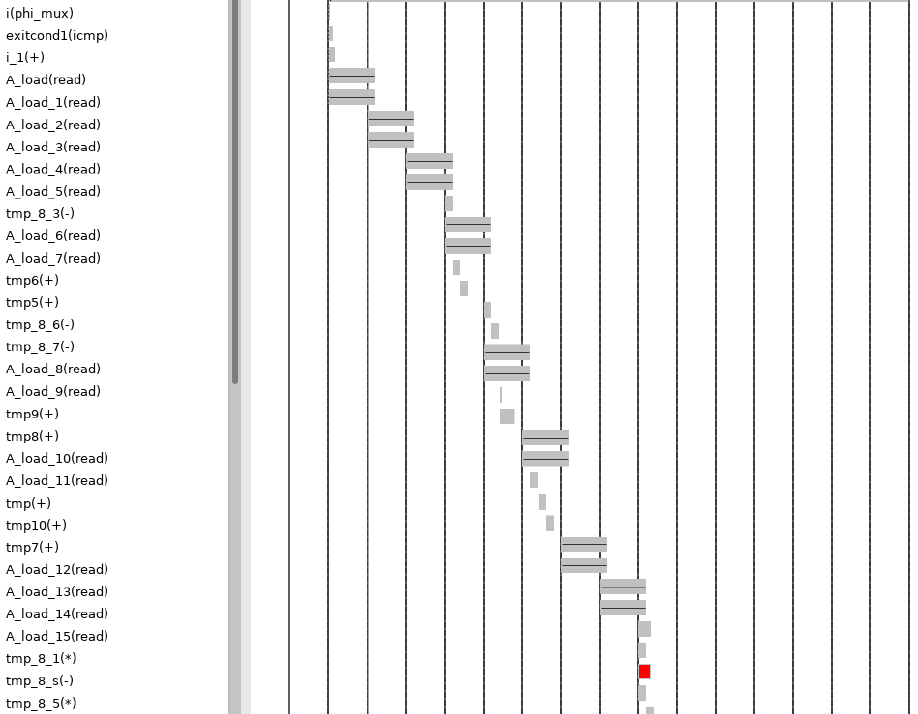 i(phi_mux)
exitcond1(icmp)
i_1(+)
A_load(read)
A_load_1(read)
A_load_2(read)
A_load_3(read)
A_load_4(read)
A_load_5(read)
tmp_8_3(-)
A_load_6(read)
A_load_7(read)
tmp6(+)
tmp5(+)
tmp_8_6(-)
tmp_8_7(-)
A_load_8(read)
A_load_9(read)
tmp9(+)
tmp8(+)
A_load_10(read)
A_load_11(read)
tmp(+)
tmp10(+)
tmp7(+)
A_load_12(read)
A_load_13(read)
A_load_14(read)
A_load_15(read)
tmp_8_1(*)
tmp_8_s(-)
tmp_8_5(*)